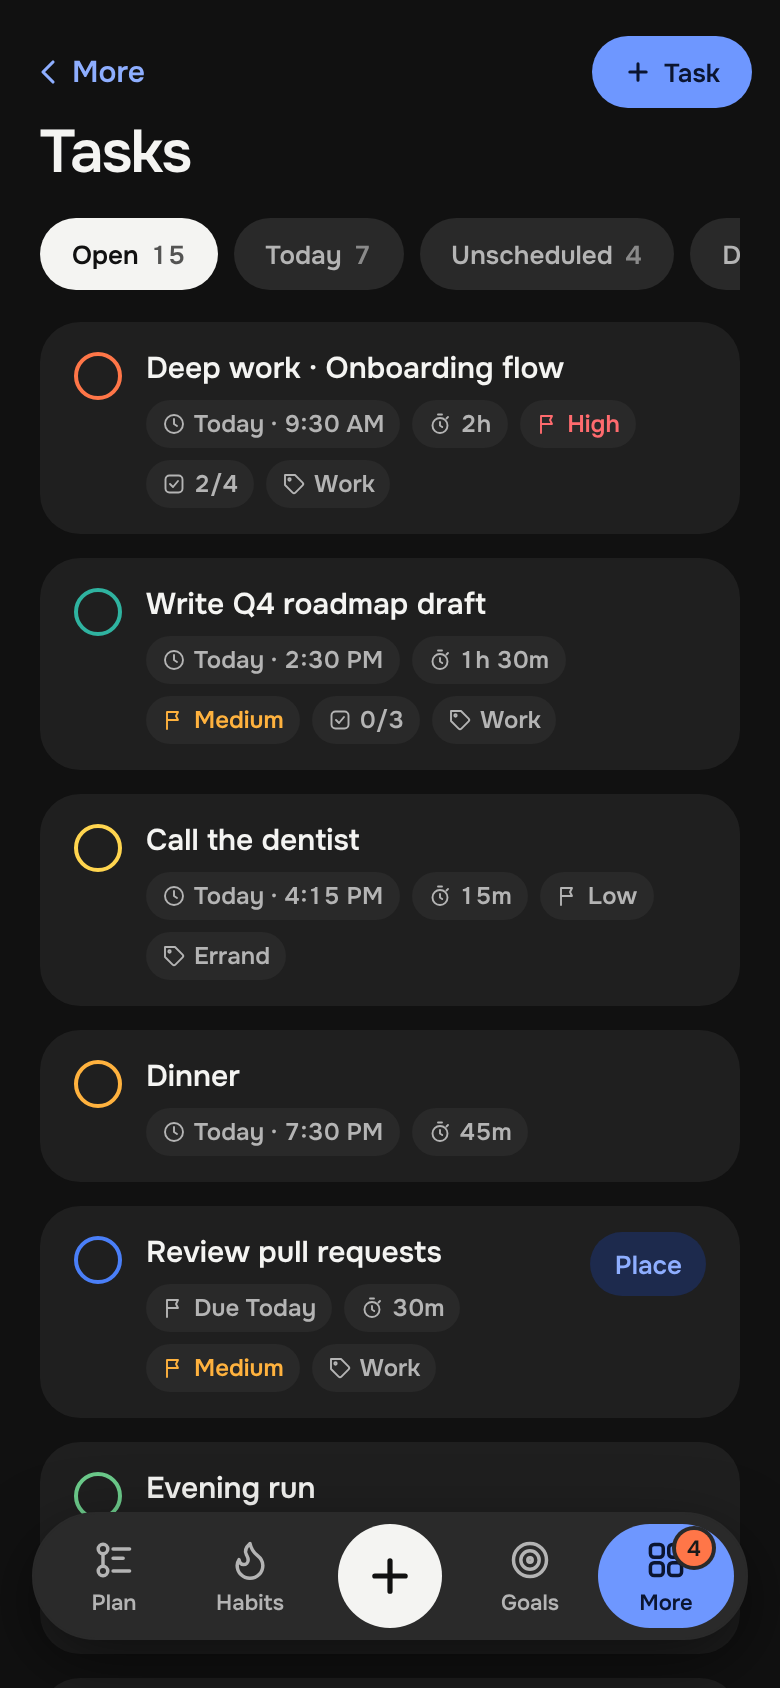 More
+ Task
Tasks
Open 15 Today 7 Unscheduled 4 D
Deep work · Onboarding flow
Today · 9:30 AM 2h High
2/4 Work
Write Q4 roadmap draft
Today · 2:30 PM 1h 30m
Medium 0/3 Work
Call the dentist
Today · 4:15 PM 15m Low
Errand
Dinner
Today · 7:30 PM 45m
Review pull requests Place
Due Today 30m
Medium Work
Evening run
4
Plan Habits Goals More